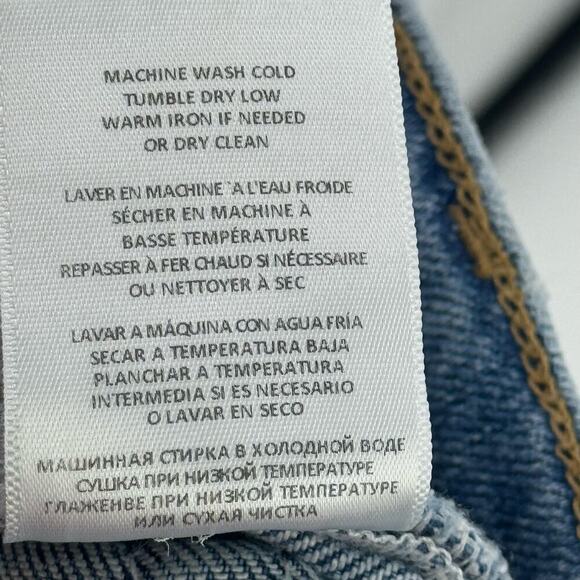 MACHINE WASH COLD
TUMBLE DRY LOW
WARM IRON IF NEEDED
OR DRY CLEAN
LAVER EN MACHINE `A L'EAU FROIDE
SÉCHER EN MACHINE À
BASSE TEMPÉRATURE
REPASSER À FER CHAUD SI NÉCESSAIRE
OU NETTOYER À SEC
LAVAR A MÁQUINA CON AGUA FRÍA
SECAR A TEMPERATURA BAJA
PLANCHAR A TEMPERATURA
INTERMEDIA SI ES NECESARIO
O LAVAR EN SECO
МАШИННАЯ СТИРКА В ХОЛОДНОЙ ВОДЕ
СУШКА ПРИ НИЗКОЙ ТЕМПЕРАТУРЕ
ГЛАЖЕНВЕ ПРИ НИЗКОЙ ТЕМПЕРАТУРЕ
ИЛИ СУХАЯ ЧИСТКА